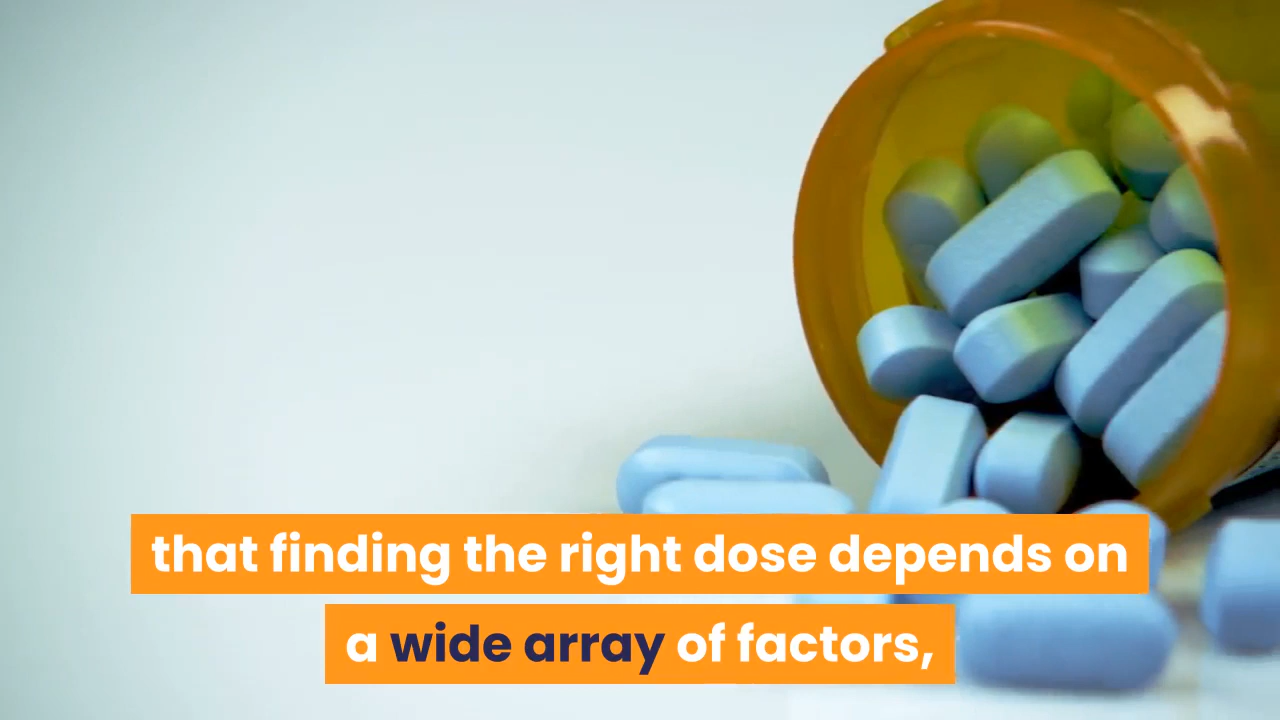 that finding the right dose depends on
a wide array of factors,